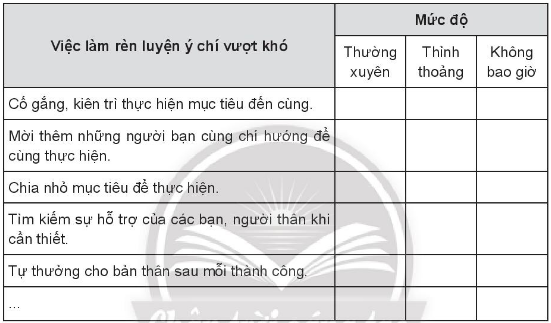 Việc làm rèn luyện ý chí vượt khó
Mức độ
Thường
xuyên
Thỉnh
thoảng
Không
bao giờ
Cố gắng, kiên trì thực hiện mục tiêu đến cùng.
Mời thêm những người bạn cùng chí hướng để
cùng thực hiện.
Chia nhỏ mục tiêu để thực hiện.
Tìm kiếm sự hỗ trợ của các bạn, người thân khi
cần thiết.
Tự thưởng cho bản thân sau mỗi thành công.
...